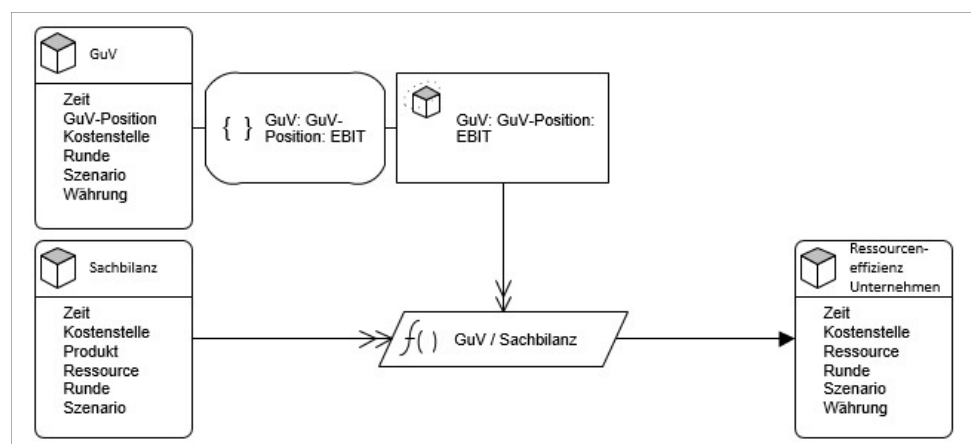 GuV
Zeit
GuV-Position
Kostenstelle
Runde
Szenario
Währung
{ } GuV: GuV-
Position: EBIT
GuV: GuV-Position:
EBIT
Sachbilanz
Zeit
Kostenstelle
Produkt
Ressource
Runde
Szenario
f() GuV / Sachbilanz
Ressourcen-
effizienz
Unternehmen
Zeit
Kostenstelle
Ressource
Runde
Szenario
Währung